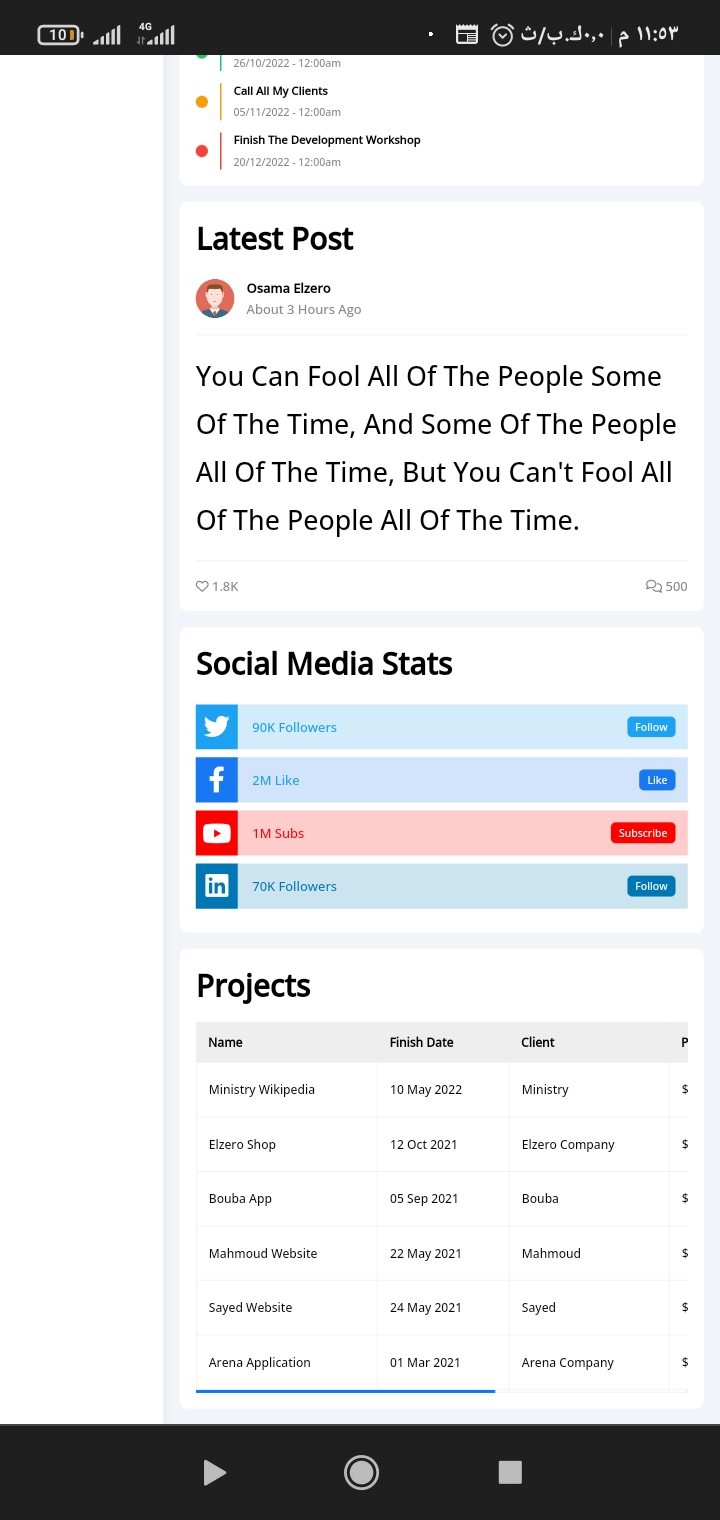 10 4G ٠,٠ك.ب/ث ١١:٥٣ م
26/10/2022 - 12:00am
Call All My Clients
05/11/2022 - 12:00am
Finish The Development Workshop
20/12/2022 - 12:00am
Latest Post
Osama Elzero
About 3 Hours Ago
You Can Fool All Of The People Some
Of The Time, And Some Of The People
All Of The Time, But You Can't Fool All
Of The People All Of The Time.
1.8K 500
Social Media Stats
90K Followers Follow
2M Like Like
1M Subs Subscribe
in 70K Followers Follow
Projects
Name Finish Date Client P
Ministry Wikipedia 10 May 2022 Ministry $
Elzero Shop 12 Oct 2021 Elzero Company $
Bouba App 05 Sep 2021 Bouba $
Mahmoud Website 22 May 2021 Mahmoud $
Sayed Website 24 May 2021 Sayed $
Arena Application 01 Mar 2021 Arena Company $